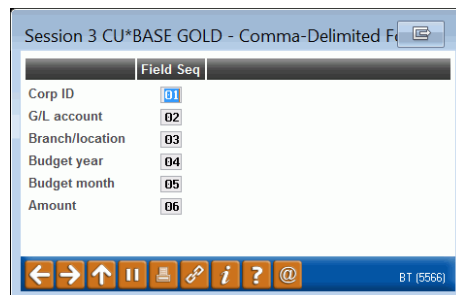 Session 3 CU*BASE GOLD - Comma-Delimited
Field Seq
Corp ID 01
G/L account 02
Branch/location 03
Budget year 04
Budget month 05
Amount 06
i ? @ BT (5566)